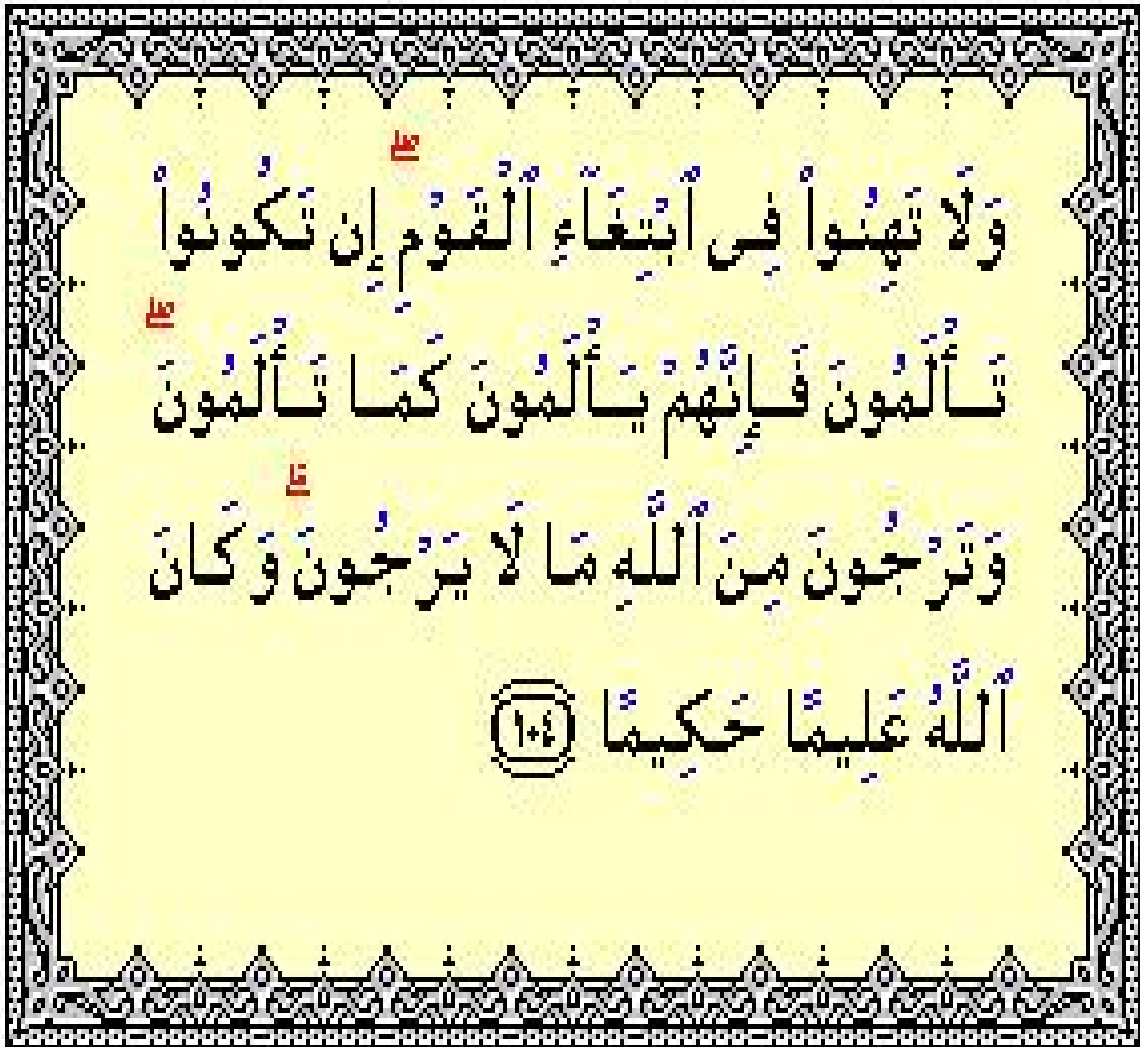 وَلَا تَهِنُوا۟ فِى ٱبْتِغَآءِ ٱلْقَوْمِ ۖ إِن تَكُونُوا۟
تَأْلَمُونَ فَإِنَّهُمْ يَأْلَمُونَ كَمَا تَأْلَمُونَ ۖ
وَتَرْجُونَ مِنَ ٱللَّهِ مَا لَا يَرْجُونَ ۗ وَكَانَ
ٱللَّهُ عَلِيمًا حَكِيمًا ١٠٤